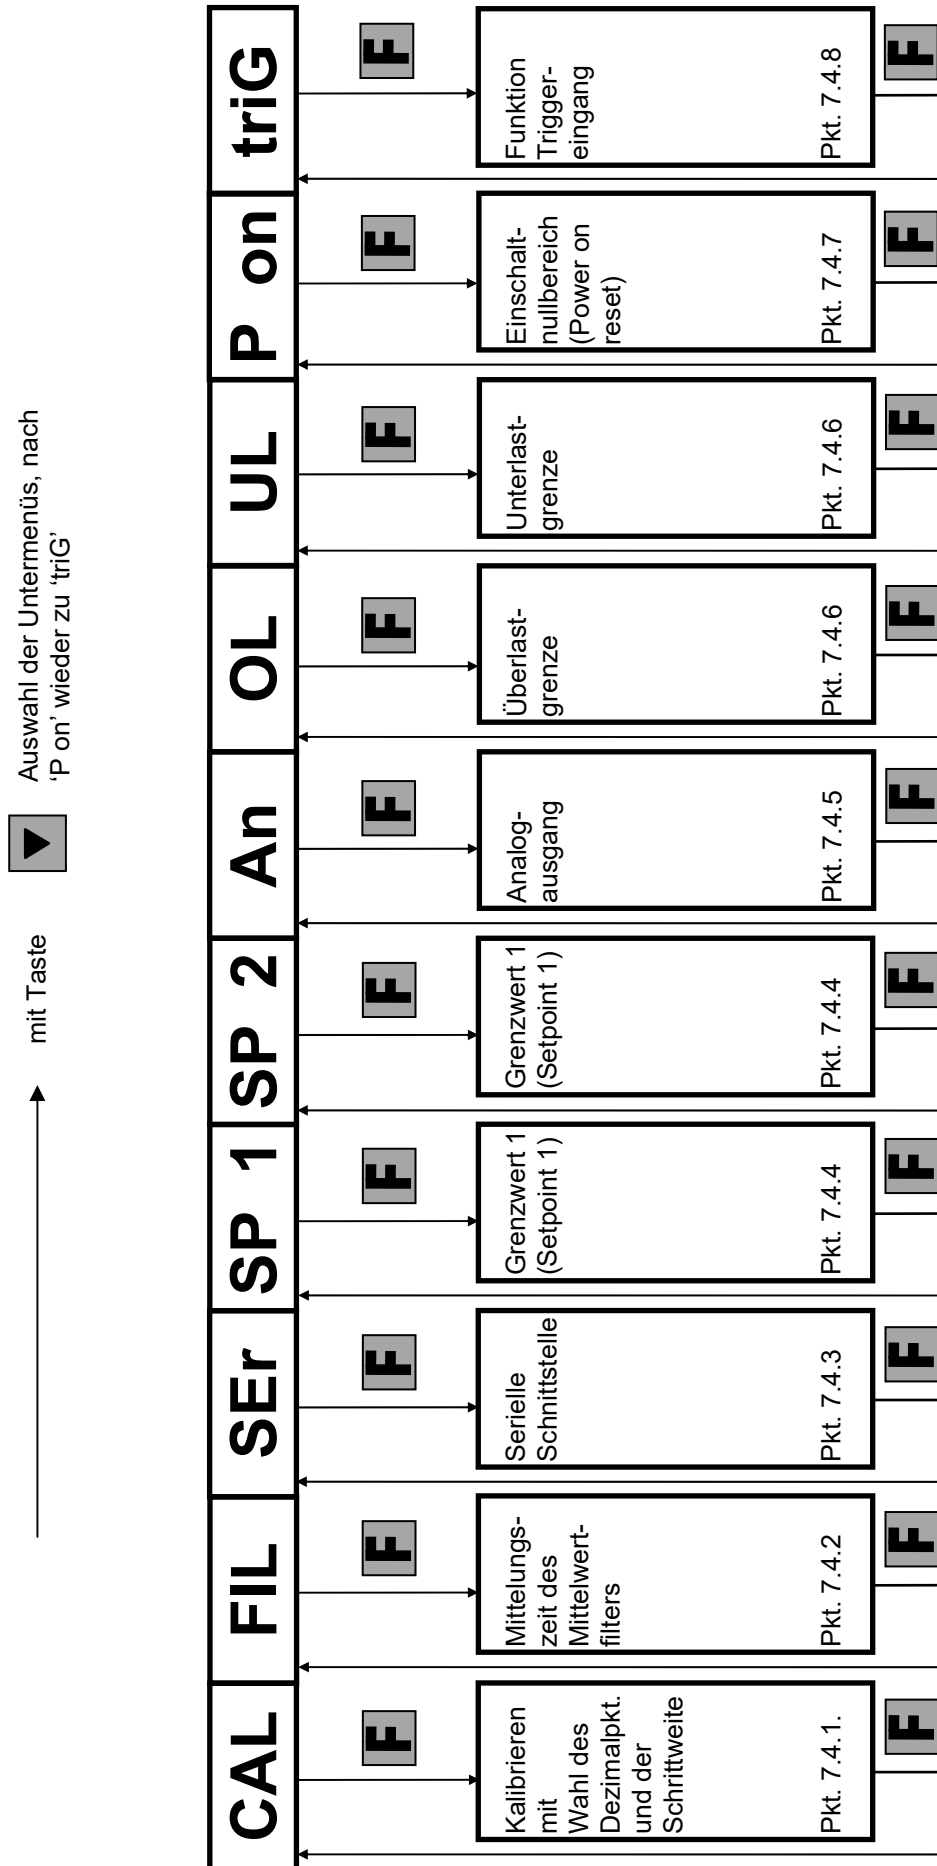 mit Taste
Auswahl der Untermenüs, nach
‘P on’ wieder zu ‘triG’
CAL
FIL
SEr
SP 1
SP 2
An
OL
UL
P on
triG
F
F
F
F
F
F
F
F
F
F
Kalibrieren
mit
Wahl des
Dezimalpkt.
und der
Schrittweite
Pkt. 7.4.1.
Mittelungs-
zeit des
Mittelwert-
filters
Pkt. 7.4.2
Serielle
Schnittstelle
Pkt. 7.4.3
Grenzwert 1
(Setpoint 1)
Pkt. 7.4.4
Grenzwert 1
(Setpoint 1)
Pkt. 7.4.4
Analog-
ausgang
Pkt. 7.4.5
Überlast-
grenze
Pkt. 7.4.6
Unterlast-
grenze
Pkt. 7.4.6
Einschalt-
nullbereich
(Power on
reset)
Pkt. 7.4.7
Funktion
Trigger-
eingang
Pkt. 7.4.8
F
F
F
F
F
F
F
F
F
F